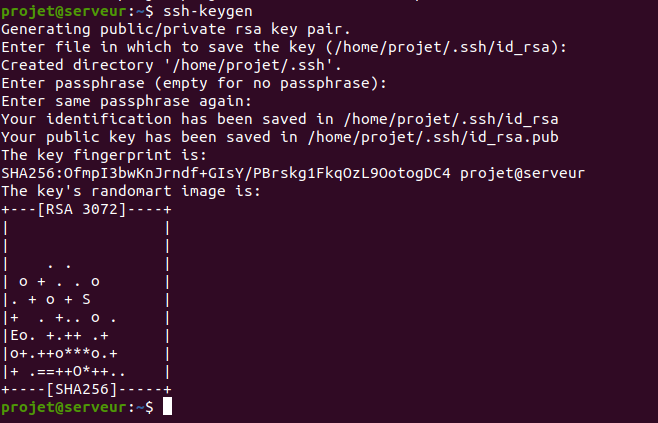 projet@serveur:~$ ssh-keygen
Generating public/private rsa key pair.
Enter file in which to save the key (/home/projet/.ssh/id_rsa):
Created directory '/home/projet/.ssh'.
Enter passphrase (empty for no passphrase):
Enter same passphrase again:
Your identification has been saved in /home/projet/.ssh/id_rsa
Your public key has been saved in /home/projet/.ssh/id_rsa.pub
The key fingerprint is:
SHA256:OfmpI3bwKnJrndf+GIsY/PBrskg1FkqOzL9OotogDC4 projet@serveur
The key's randomart image is:
+---[RSA 3072]----+
|                 |
|                 |
|    . .          |
| o + . . o       |
|. + o + S        |
|+  . +.. o .     |
|Eo. +.++ .+      |
|o+.++o***o.+     |
|+ .==++O*++..    |
+----[SHA256]-----+
projet@serveur:~$